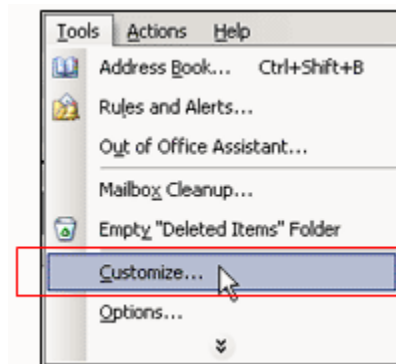 Tools Actions Help
Address Book... Ctrl+Shift+B
Rules and Alerts...
Out of Office Assistant...
Mailbox Cleanup...
Empty "Deleted Items" Folder
Customize...
Options...